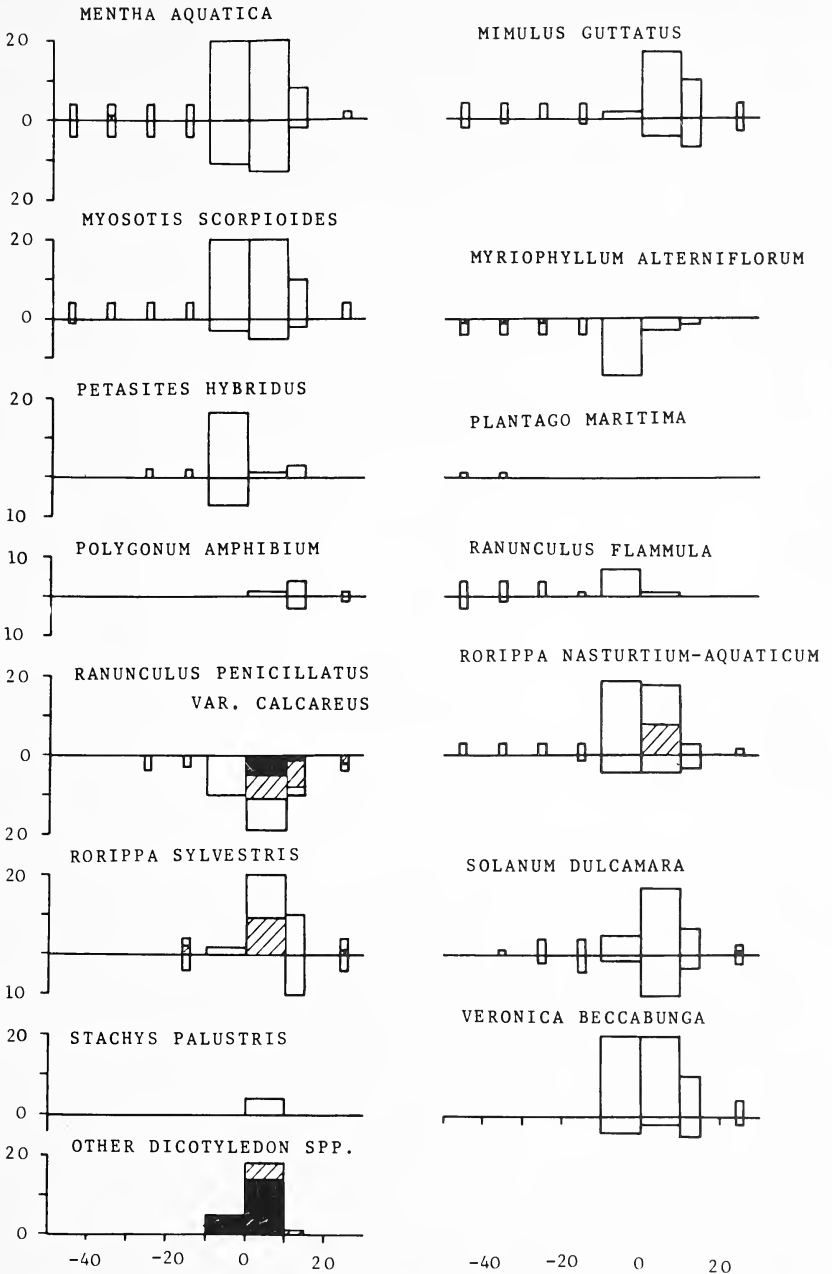 MENTHA AQUATICA
20
0
20
MIMULUS GUTTATUS
MYOSOTIS SCORPIOIDES
20
0
MYRIOPHYLLUM ALTERNIFLORUM
PETASITES HYBRIDUS
20
10
PLANTAGO MARITIMA
POLYGONUM AMPHIBIUM
10
10
RANUNCULUS FLAMMULA
RANUNCULUS PENICILLATUS
VAR. CALCAREUS
20
0
20
RORIPPA NASTURTIUM-AQUATICUM
RORIPPA SYLVESTRIS
20
10
SOLANUM DULCAMARA
STACHYS PALUSTRIS
20
0
VERONICA BECCABUNGA
OTHER DICOTYLEDON SPP.
20
0
-40 -20 0 20
-40 -20 0 20